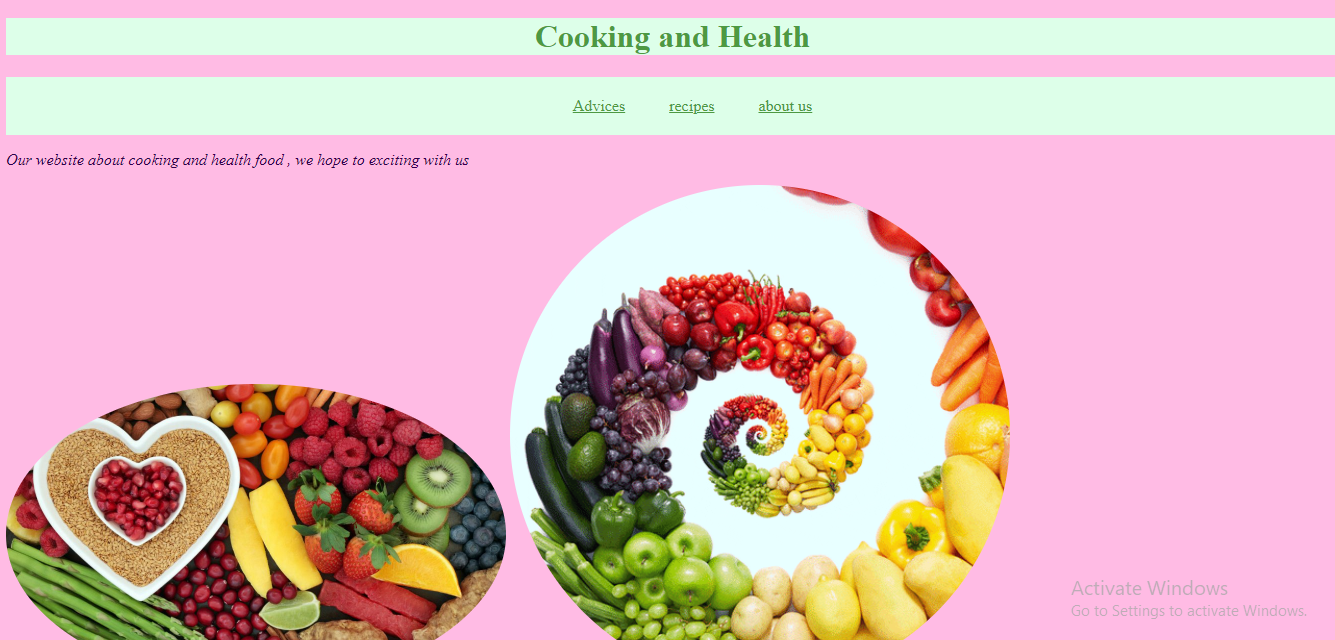 Cooking and Health
Advices recipes about us
Our website about cooking and health food , we hope to exciting with us
Activate Windows
Go to Settings to activate Windows.